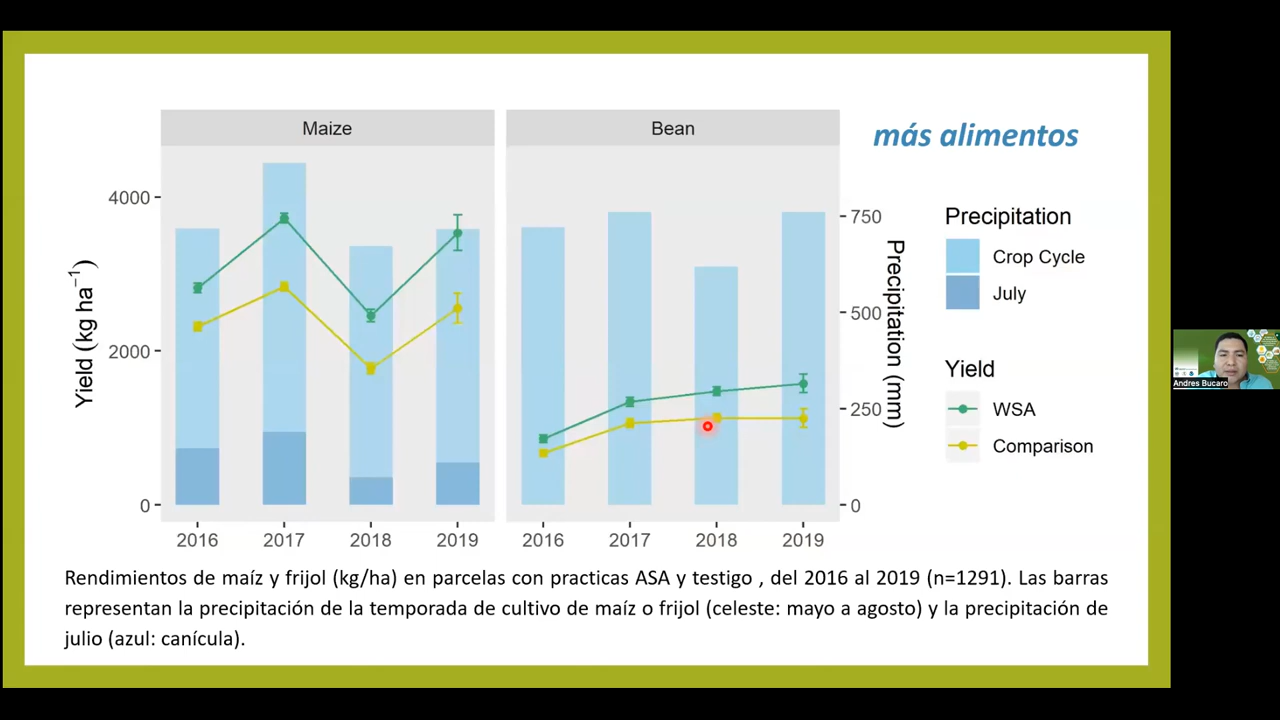 más alimentos
Maize
Bean
Yield (kg ha⁻¹)
4000
2000
0
2016 2017 2018 2019
2016 2017 2018 2019
750
500
250
0
Precipitation (mm)
Precipitation
Crop Cycle
July
Yield
WSA
Comparison
Andres Bucaro
Rendimientos de maíz y frijol (kg/ha) en parcelas con practicas ASA y testigo , del 2016 al 2019 (n=1291). Las barras
representan la precipitación de la temporada de cultivo de maíz o frijol (celeste: mayo a agosto) y la precipitación de
julio (azul: canícula).